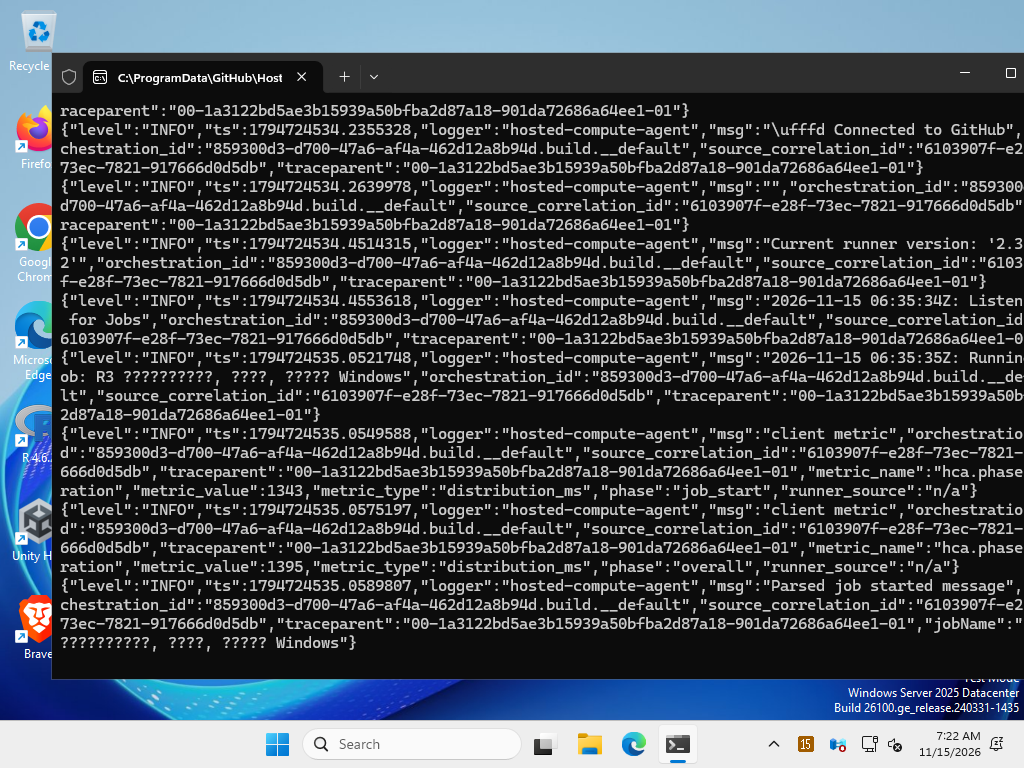 Recycle
Firefo
Google
Chrom
Microso
Edge
R 4.6.
Unity H
Brave
C:\ProgramData\GitHub\Host
raceparent":"00-1a3122bd5ae3b15939a50bfba2d87a18-901da72686a64ee1-01"}
{"level":"INFO","ts":1794724534.2355328,"logger":"hosted-compute-agent","msg":"\ufffd Connected to GitHub",
chestration_id":"859300d3-d700-47a6-af4a-462d12a8b94d.build.__default","source_correlation_id":"6103907f-e2
73ec-7821-917666d0d5db","traceparent":"00-1a3122bd5ae3b15939a50bfba2d87a18-901da72686a64ee1-01"}
{"level":"INFO","ts":1794724534.2639978,"logger":"hosted-compute-agent","msg":"","orchestration_id":"859300
d700-47a6-af4a-462d12a8b94d.build.__default","source_correlation_id":"6103907f-e28f-73ec-7821-917666d0d5db"
raceparent":"00-1a3122bd5ae3b15939a50bfba2d87a18-901da72686a64ee1-01"}
{"level":"INFO","ts":1794724534.4514315,"logger":"hosted-compute-agent","msg":"Current runner version: '2.3
2'","orchestration_id":"859300d3-d700-47a6-af4a-462d12a8b94d.build.__default","source_correlation_id":"6103
f-e28f-73ec-7821-917666d0d5db","traceparent":"00-1a3122bd5ae3b15939a50bfba2d87a18-901da72686a64ee1-01"}
{"level":"INFO","ts":1794724534.4553618,"logger":"hosted-compute-agent","msg":"2026-11-15 06:35:34Z: Listen
for Jobs","orchestration_id":"859300d3-d700-47a6-af4a-462d12a8b94d.build.__default","source_correlation_id
6103907f-e28f-73ec-7821-917666d0d5db","traceparent":"00-1a3122bd5ae3b15939a50bfba2d87a18-901da72686a64ee1-0
{"level":"INFO","ts":1794724535.0521748,"logger":"hosted-compute-agent","msg":"2026-11-15 06:35:35Z: Runnin
ob: R3 ??????????, ????, ????? Windows","orchestration_id":"859300d3-d700-47a6-af4a-462d12a8b94d.build.__de
lt","source_correlation_id":"6103907f-e28f-73ec-7821-917666d0d5db","traceparent":"00-1a3122bd5ae3b15939a50b
2d87a18-901da72686a64ee1-01"}
{"level":"INFO","ts":1794724535.0549588,"logger":"hosted-compute-agent","msg":"client metric","orchestratio
d":"859300d3-d700-47a6-af4a-462d12a8b94d.build.__default","source_correlation_id":"6103907f-e28f-73ec-7821-
666d0d5db","traceparent":"00-1a3122bd5ae3b15939a50bfba2d87a18-901da72686a64ee1-01","metric_name":"hca.phase
ration","metric_value":1343,"metric_type":"distribution_ms","phase":"job_start","runner_source":"n/a"}
{"level":"INFO","ts":1794724535.0575197,"logger":"hosted-compute-agent","msg":"client metric","orchestratio
d":"859300d3-d700-47a6-af4a-462d12a8b94d.build.__default","source_correlation_id":"6103907f-e28f-73ec-7821-
666d0d5db","traceparent":"00-1a3122bd5ae3b15939a50bfba2d87a18-901da72686a64ee1-01","metric_name":"hca.phase
ration","metric_value":1395,"metric_type":"distribution_ms","phase":"overall","runner_source":"n/a"}
{"level":"INFO","ts":1794724535.0589807,"logger":"hosted-compute-agent","msg":"Parsed job started message",
chestration_id":"859300d3-d700-47a6-af4a-462d12a8b94d.build.__default","source_correlation_id":"6103907f-e2
73ec-7821-917666d0d5db","traceparent":"00-1a3122bd5ae3b15939a50bfba2d87a18-901da72686a64ee1-01","jobName":"
??????????, ????, ????? Windows"}
Test Mode
Windows Server 2025 Datacenter
Build 26100.ge_release.240331-1435
Search
15
7:22 AM
11/15/2026